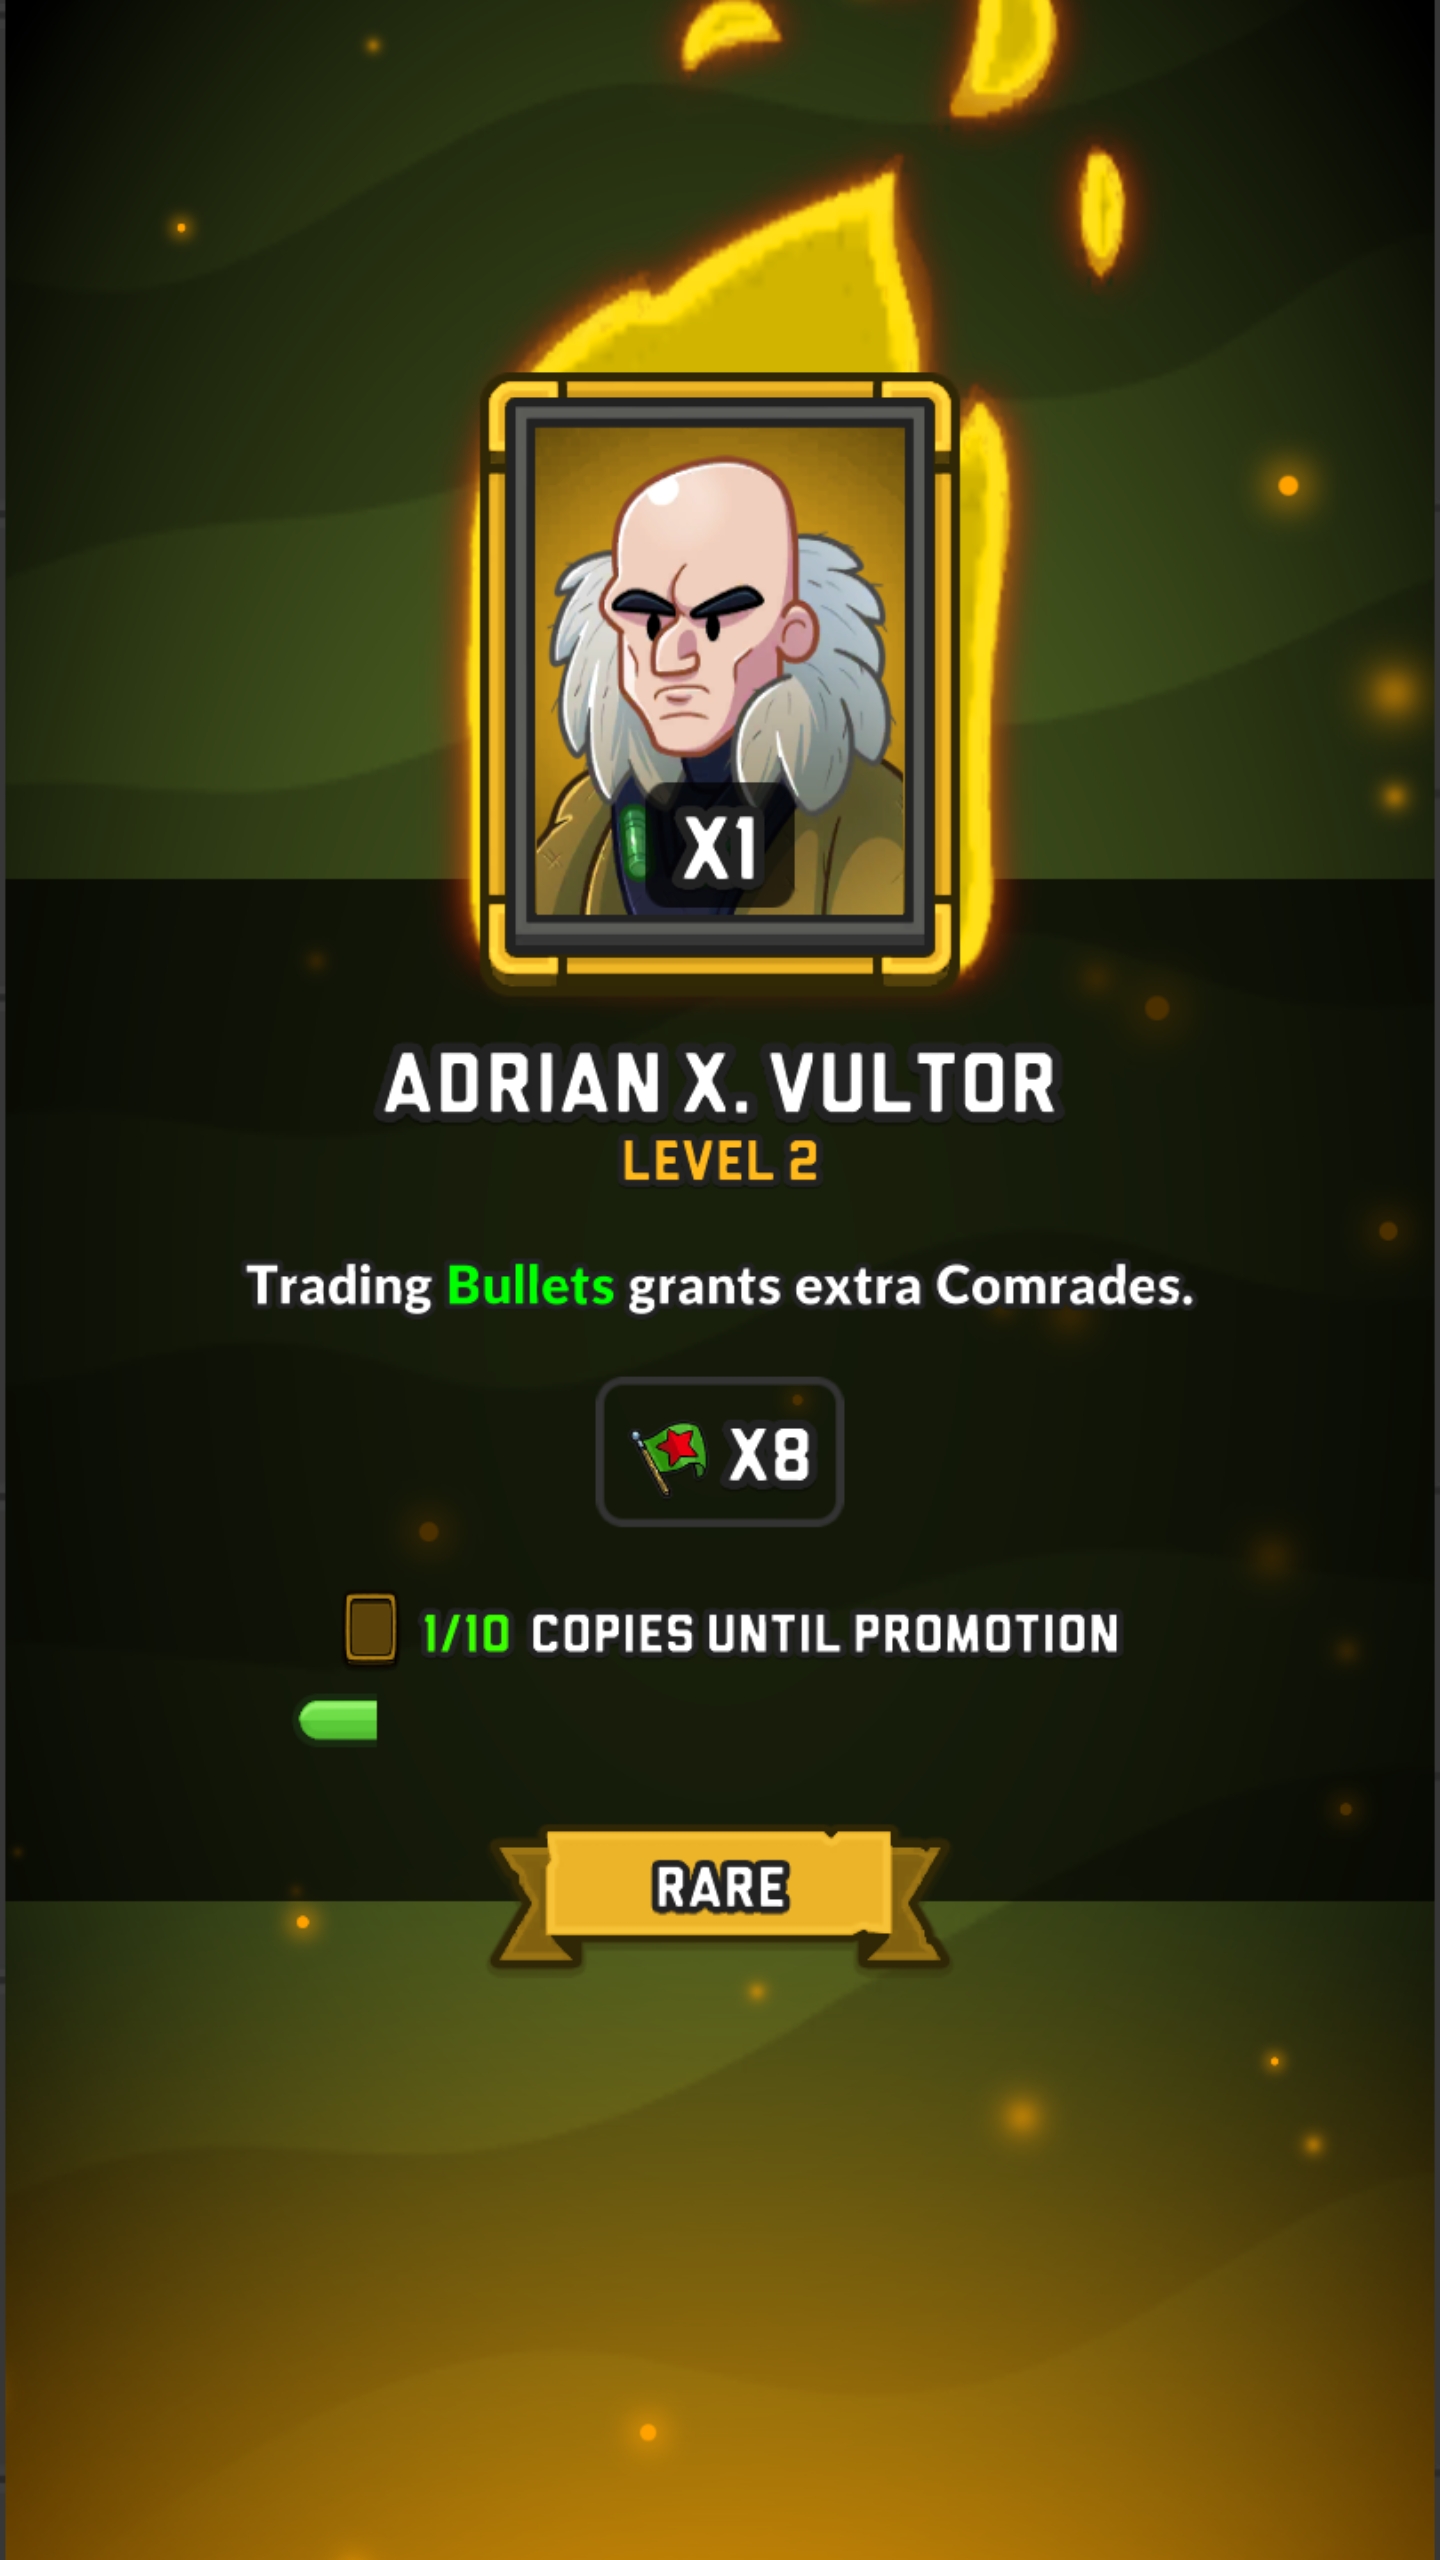 X1
ADRIAN X. VULTOR
LEVEL 2
Trading Bullets grants extra Comrades.
X8
1/10 COPIES UNTIL PROMOTION
RARE